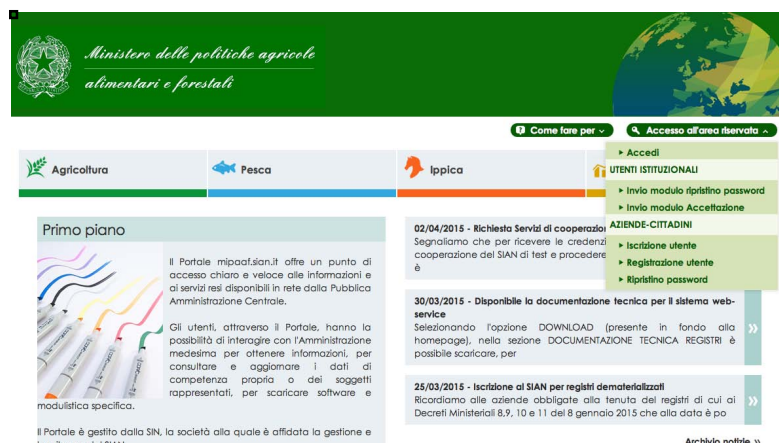 Ministero delle politiche agricole
alimentari e forestali
Come fare per
Accesso all'area riservata
Agricoltura
Pesca
Ippica
Accedi
UTENTI ISTITUZIONALI
Invio modulo ripristino password
Invio modulo Accettazione
AZIENDE-CITTADINI
Iscrizione utente
Registrazione utente
Ripristino password
Primo piano
Il Portale mipaaf.sian.it offre un punto di
accesso chiaro e veloce alle informazioni e
ai servizi resi disponibili in rete dalla Pubblica
Amministrazione Centrale.
Gli utenti, attraverso il Portale, hanno la
possibilità di interagire con l'Amministrazione
medesima per ottenere informazioni, per
consultare e aggiornare i dati di
competenza propria o dei soggetti
rappresentati, per scaricare software e
modulistica specifica.
Il Portale è gestito dalla SIN, la società alla quale è affidata la gestione e
02/04/2015 - Richiesta Servizi di cooperazion
Segnaliamo che per ricevere le credenzi
cooperazione del SIAN di test e procedere
è
30/03/2015 - Disponibile la documentazione tecnica per il sistema web-
service
Selezionando l'opzione DOWNLOAD (presente in fondo alla
homepage), nella sezione DOCUMENTAZIONE TECNICA REGISTRI è
possibile scaricare, per
»
25/03/2015 - Iscrizione al SIAN per registri dematerializzati
Ricordiamo alle aziende obbligate alla tenuta del registri di cui ai
Decreti Ministeriali 8,9, 10 e 11 del 8 gennaio 2015 che alla data è po
»
Archivio notizie »